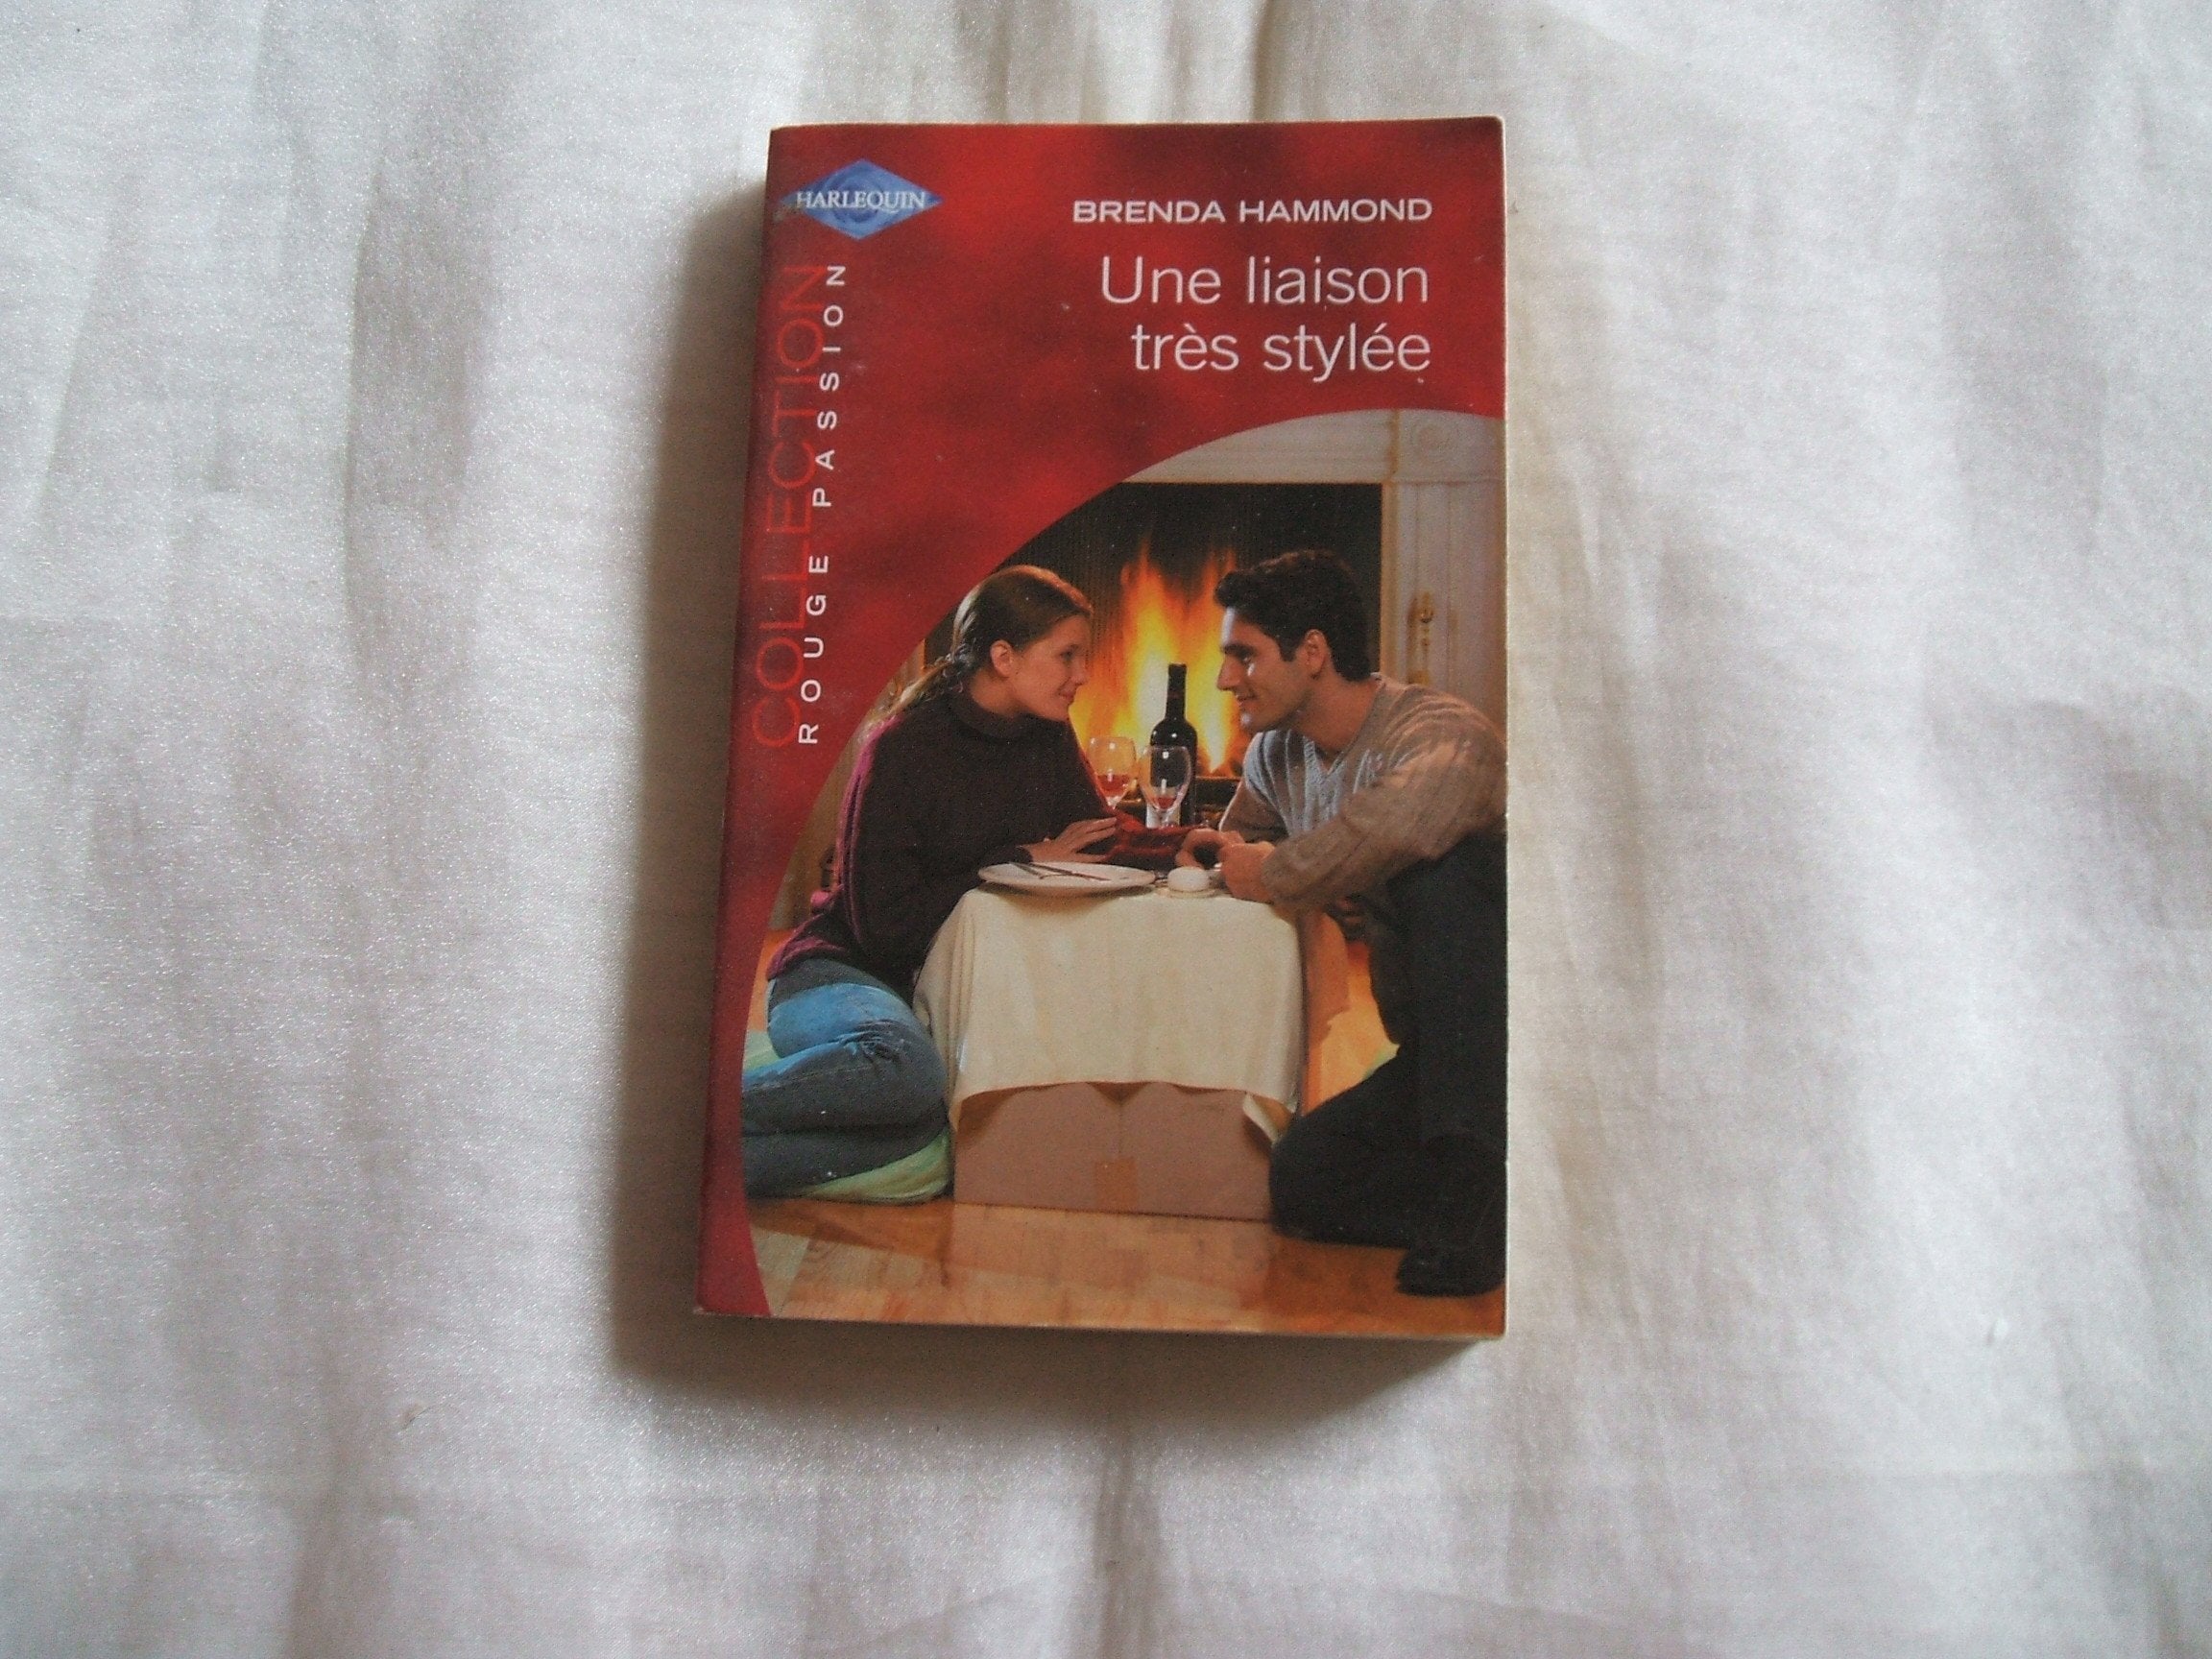 HARLEQUIN
BRENDA HAMMOND
Une liaison
très stylée
COLLECTION
ROUGE PASSION